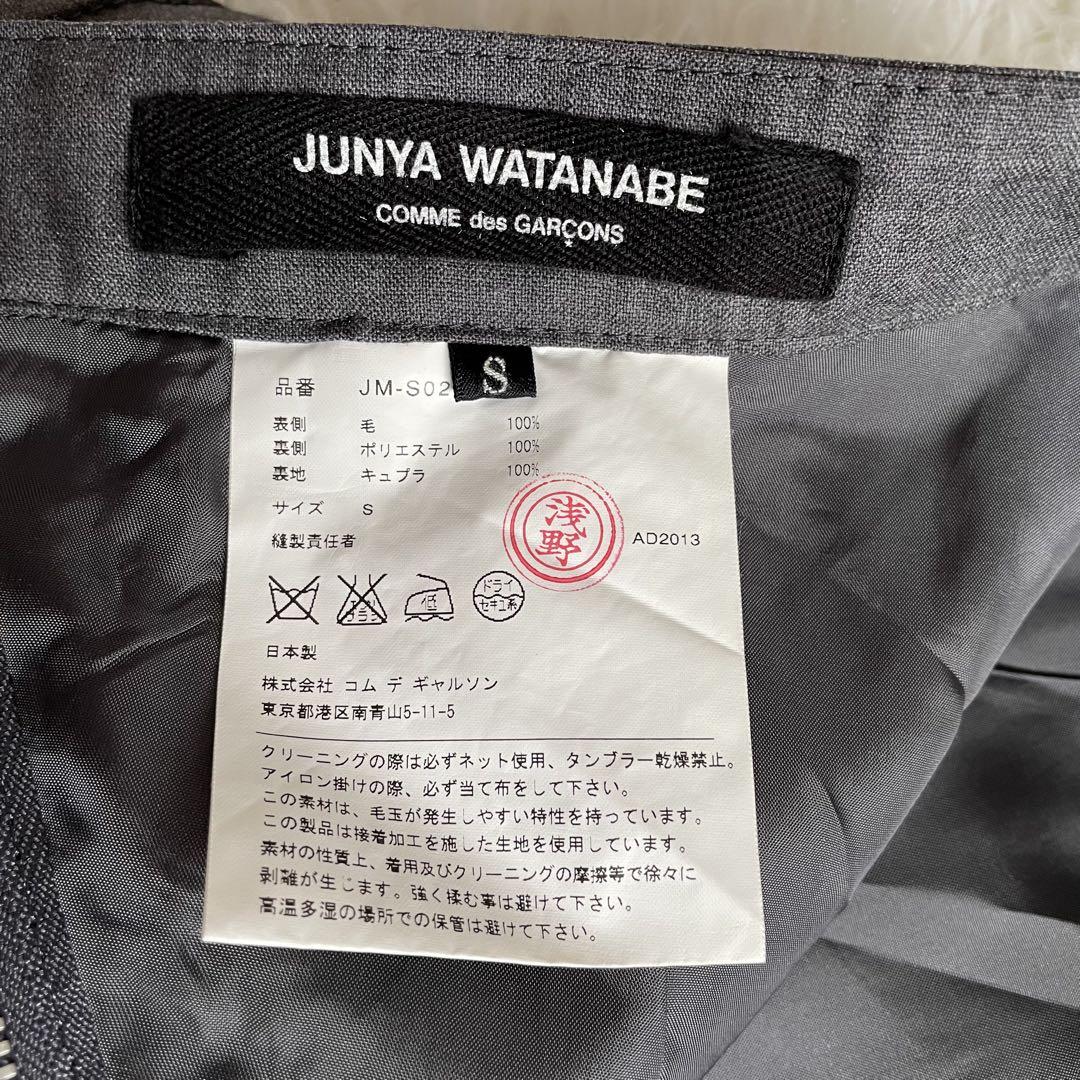 JUNYA WATANABE
COMME des GARÇONS
S
品番 JM-S02
表側 毛 100%
裏側 ポリエステル 100%
裏地 キュプラ 100%
サイズ S
縫製責任者 浅野 AD2013
エンソ
サラシ 低 ドライ
セキユ系
日本製
株式会社 コム デ ギャルソン
東京都港区南青山5-11-5
クリーニングの際は必ずネット使用、タンブラー乾燥禁止。
アイロン掛けの際、必ず当て布をして下さい。
この素材は、毛玉が発生しやすい特性を持っています。
この製品は接着加工を施した生地を使用しています。
素材の性質上、着用及びクリーニングの摩擦等で徐々に
剥離が生じます。強く揉む事は避けて下さい。
高温多湿の場所での保管は避けて下さい。